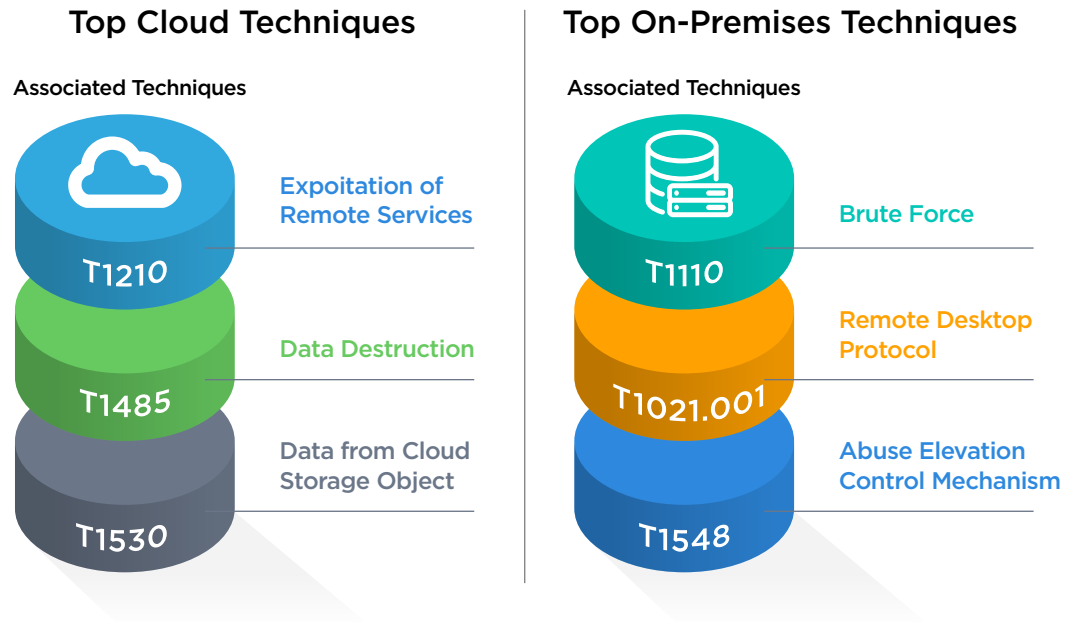 Top Cloud Techniques
Associated Techniques
Expoitation of
Remote Services
T1210
Data Destruction
T1485
Data from Cloud
Storage Object
T1530
Top On-Premises Techniques
Associated Techniques
Brute Force
T1110
Remote Desktop
Protocol
T1021.001
Abuse Elevation
Control Mechanism
T1548